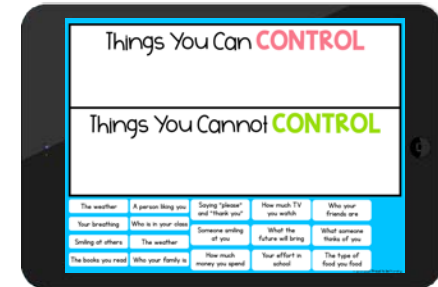 Things You Can CONTROL
Things You Cannot CONTROL
The weather
A person liking you
Saying "please"
and "thank you"
How much TV
you watch
Who your
friends are
Your breathing
Who is in your class
Someone smiling
at you
What the
future will bring
What someone
thinks of you
Smiling at others
The weather
The books you read
Who your family is
How much
money you spend
Your effort in
school
The type of
food you food